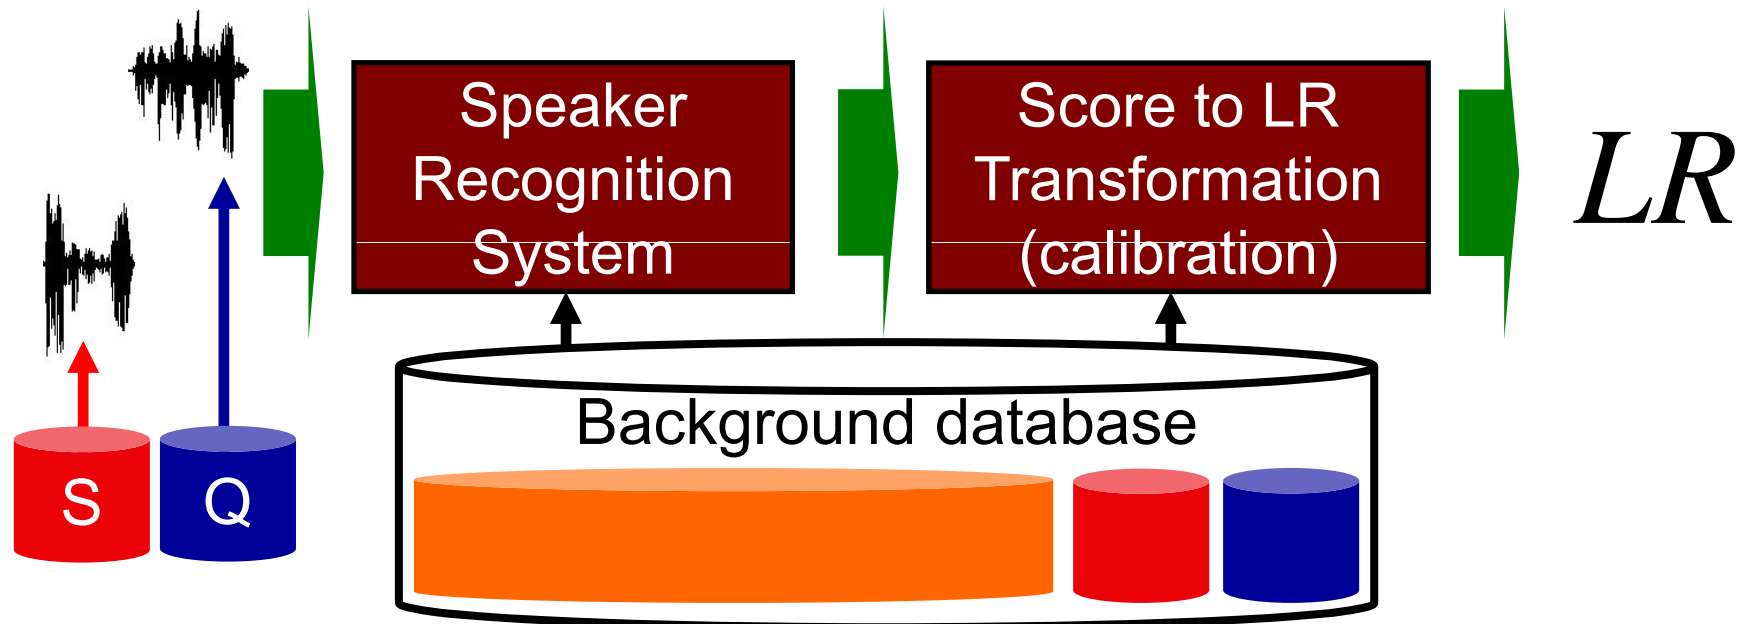 Speaker
Recognition
System
Score to LR
Transformation
(calibration)
LR
Background database
S
Q